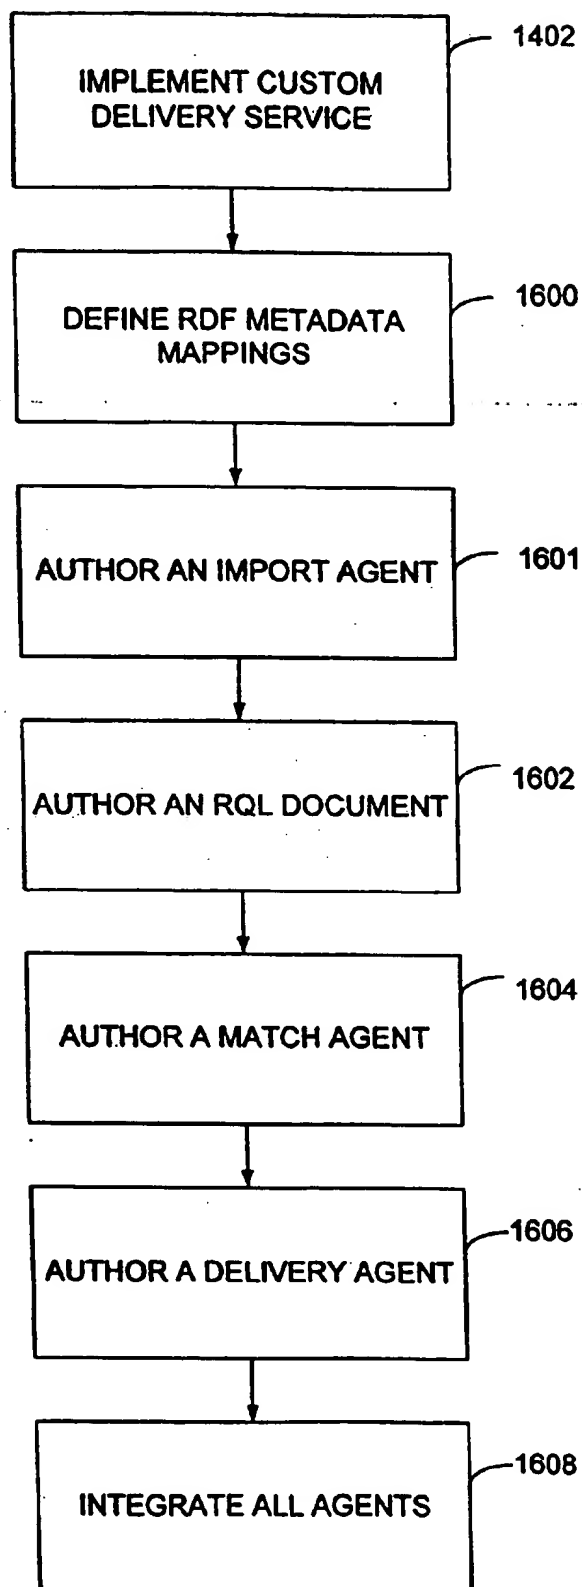 1402
IMPLEMENT CUSTOM
DELIVERY SERVICE
1600
DEFINE RDF METADATA
MAPPINGS
1601
AUTHOR AN IMPORT AGENT
1602
AUTHOR AN RQL DOCUMENT
1604
AUTHOR A MATCH AGENT
1606
AUTHOR A DELIVERY AGENT
1608
INTEGRATE ALL AGENTS